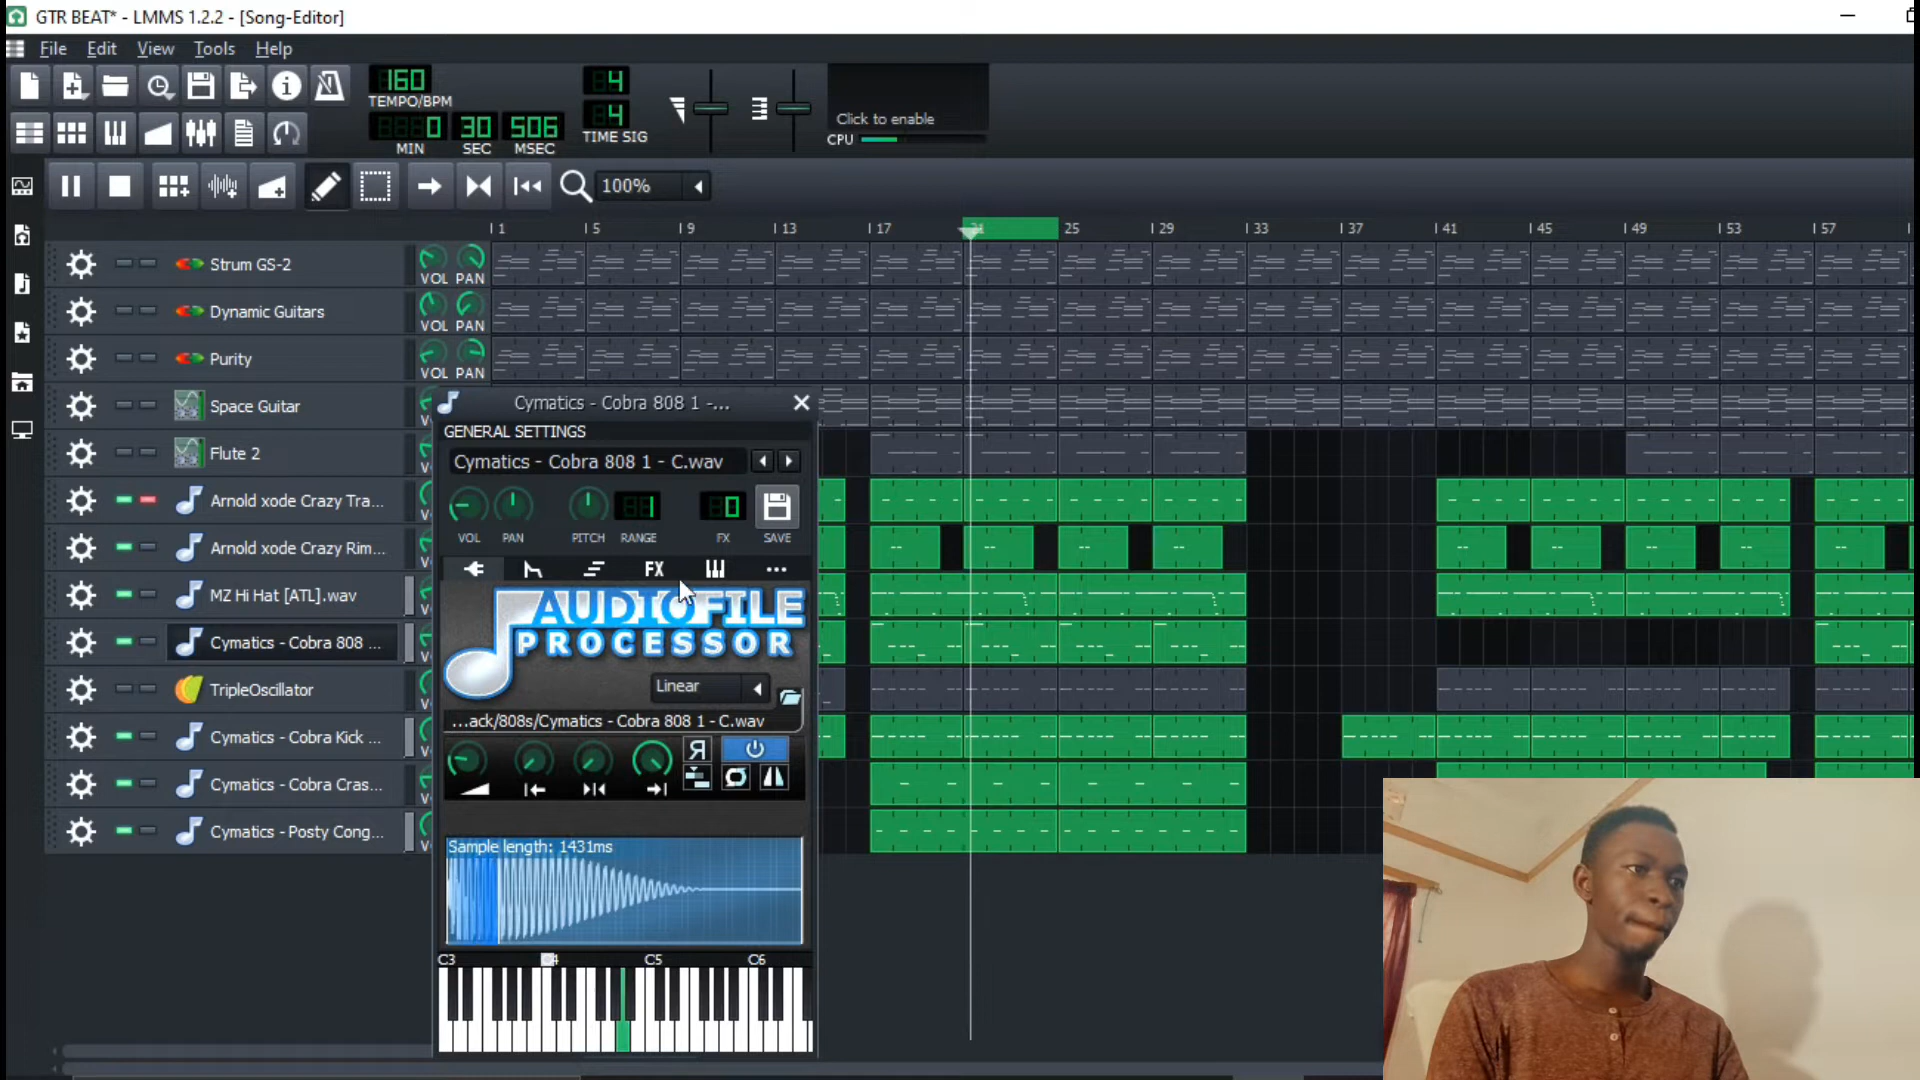 GTR BEAT* - LMMS 1.2.2 - [Song-Editor]
File Edit View Tools Help
160
TEMPO/BPM
0 30 506
MIN SEC MSEC
4
4
TIME SIG
Click to enable
CPU
100%
1 5 9 13 17 21 25 29 33 37 41 45 49 53 57
Strum GS-2
VOL PAN
Dynamic Guitars
VOL PAN
Purity
VOL PAN
Space Guitar
Flute 2
Arnold xode Crazy Tra...
Arnold xode Crazy Rim...
MZ Hi Hat [ATL].wav
Cymatics - Cobra 808 ...
TripleOscillator
Cymatics - Cobra Kick ...
Cymatics - Cobra Cras...
Cymatics - Posty Cong...
Cymatics - Cobra 808 1 -...
GENERAL SETTINGS
Cymatics - Cobra 808 1 - C.wav
1 0
VOL PAN PITCH RANGE FX SAVE
FX
AUDIOFILE
PROCESSOR
Linear
...ack/808s/Cymatics - Cobra 808 1 - C.wav
Sample length: 1431ms
C3 C5 C6